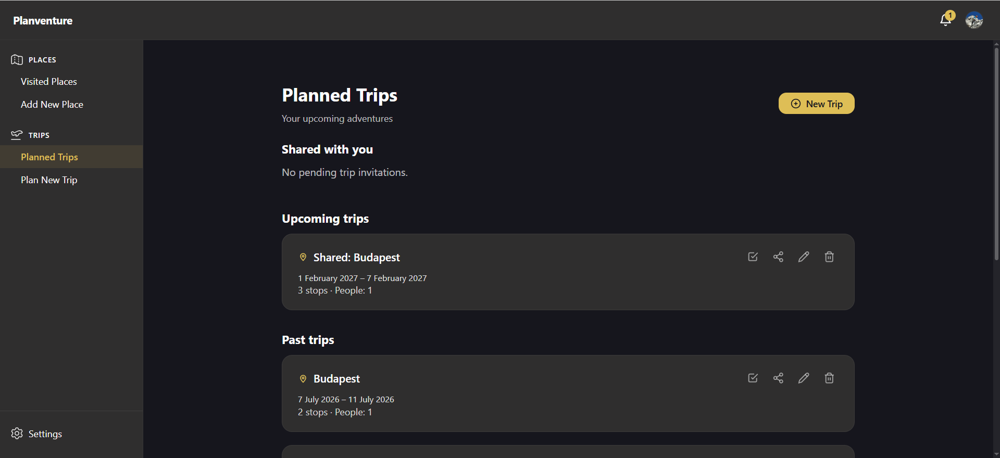 Planventure
1
PLACES
Visited Places
Add New Place
TRIPS
Planned Trips
Plan New Trip
Settings
Planned Trips
New Trip
Your upcoming adventures
Shared with you
No pending trip invitations.
Upcoming trips
Shared: Budapest
1 February 2027 – 7 February 2027
3 stops · People: 1
Past trips
Budapest
7 July 2026 – 11 July 2026
2 stops · People: 1